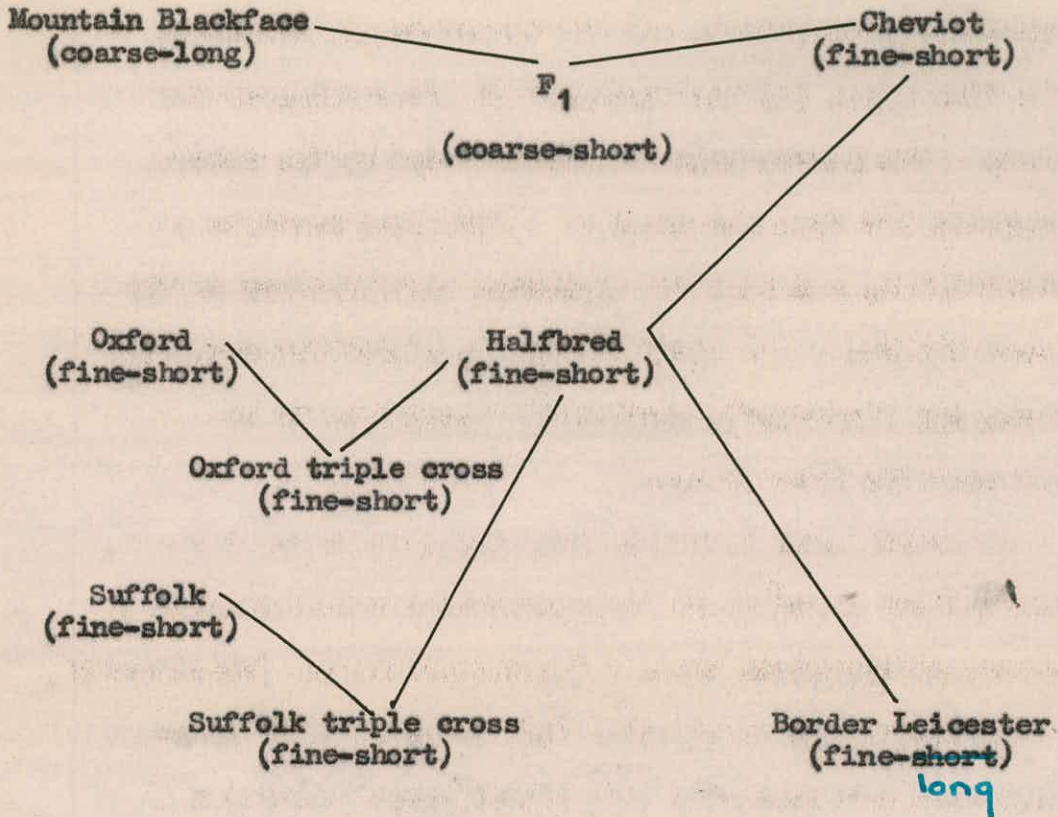 Mountain Blackface
(coarse-long)
Cheviot
(fine-short)
F1
(coarse-short)
Oxford
(fine-short)
Halfbred
(fine-short)
Oxford triple cross
(fine-short)
Suffolk
(fine-short)
Suffolk triple cross
(fine-short)
Border Leicester
(fine-short)
long